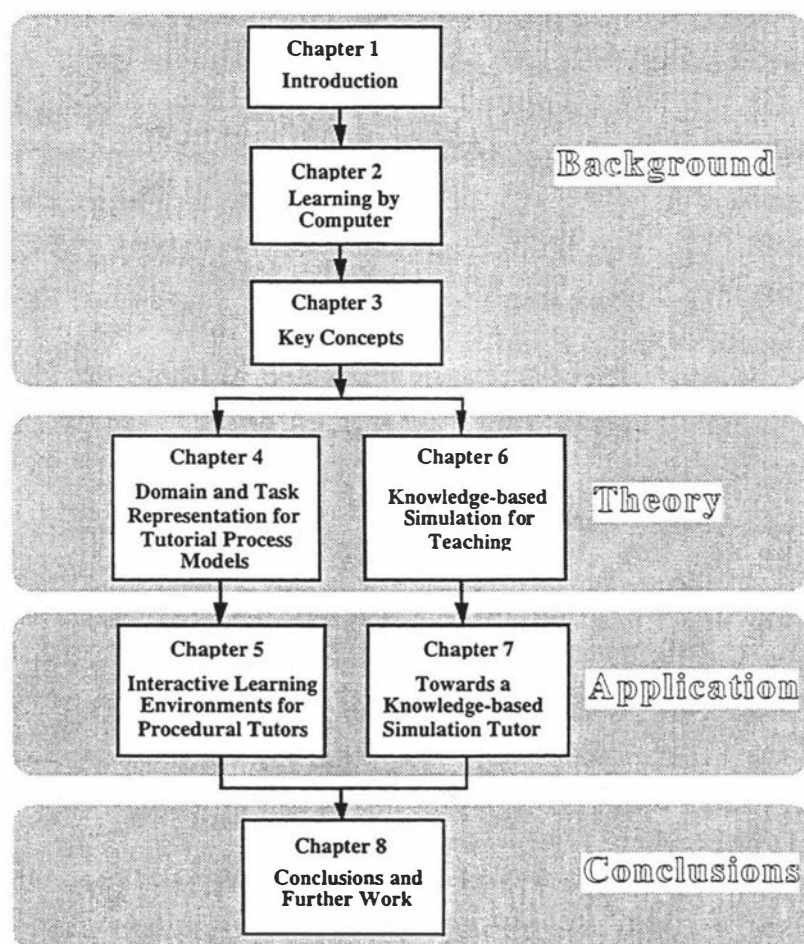 Chapter 1
Introduction
Chapter 2
Learning by
Computer
Background
Chapter 3
Key Concepts
Chapter 4
Domain and Task
Representation for
Tutorial Process
Models
Chapter 6
Knowledge-based
Simulation for
Teaching
Theory
Chapter 5
Interactive Learning
Environments for
Procedural Tutors
Chapter 7
Towards a
Knowledge-based
Simulation Tutor
Application
Chapter 8
Conclusions and
Further Work
Conclusions